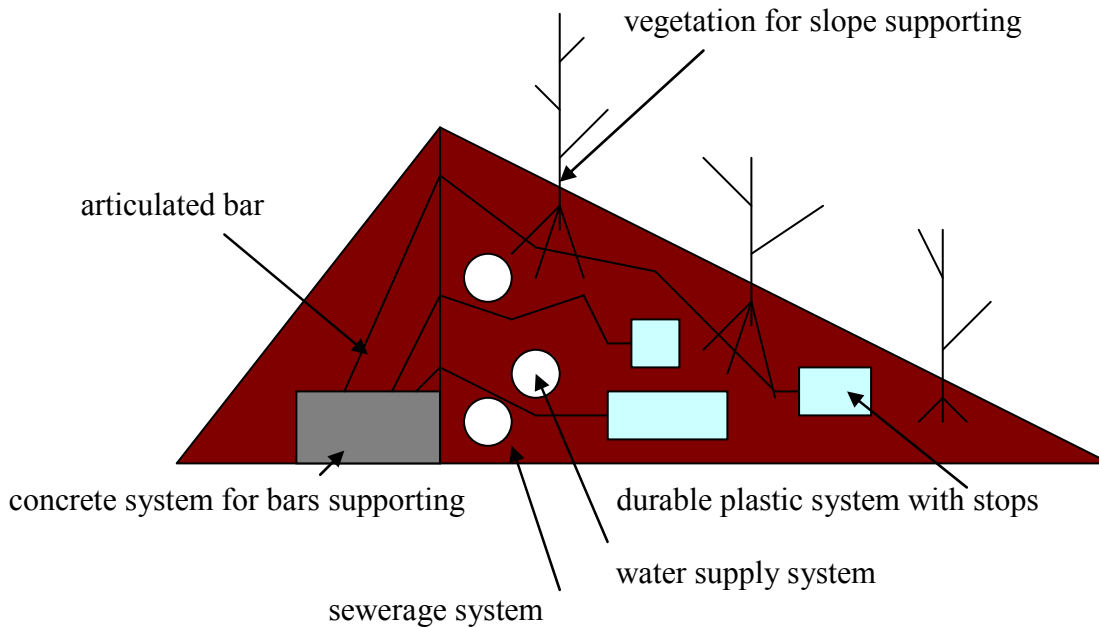 vegetation for slope supporting
articulated bar
concrete system for bars supporting
durable plastic system with stops
water supply system
sewerage system